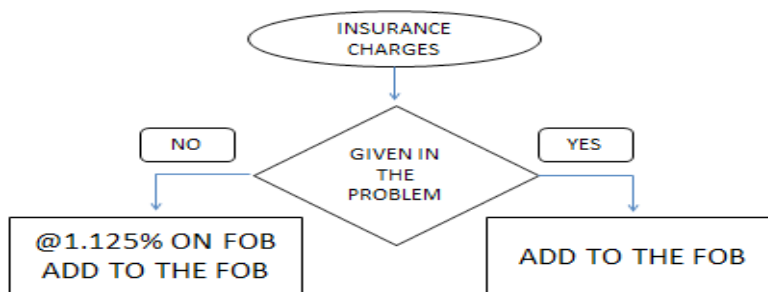 INSURANCE
CHARGES
NO
GIVEN IN
THE
PROBLEM
YES
@1.125% ON FOB
ADD TO THE FOB
ADD TO THE FOB